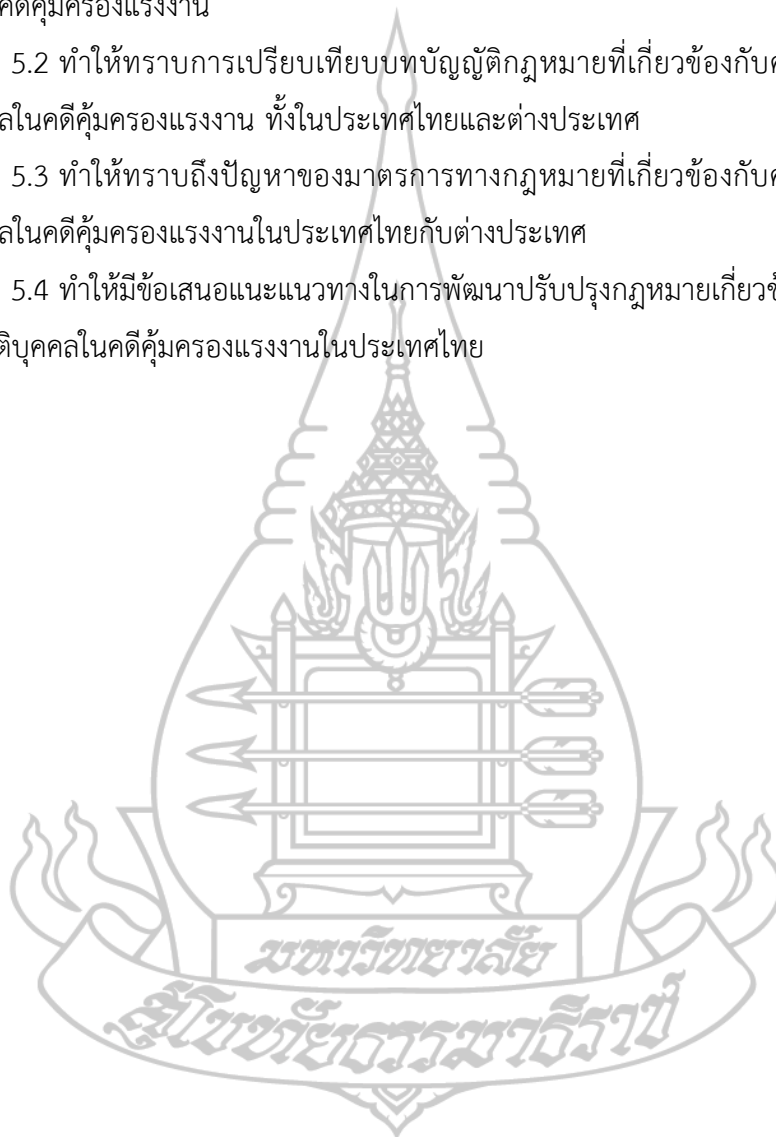 คดีคุ้มครองแรงงาน
5.2 ทำให้ทราบการเปรียบเทียบบทบัญญัติกฎหมายที่เกี่ยวข้องกับ
ลในคดีคุ้มครองแรงงาน ทั้งในประเทศไทยและต่างประเทศ
5.3 ทำให้ทราบถึงปัญหาของมาตรการทางกฎหมายที่เกี่ยวข้องกับ
ลในคดีคุ้มครองแรงงานในประเทศไทยกับต่างประเทศ
5.4 ทำให้มีข้อเสนอแนะแนวทางในการพัฒนาปรับปรุงกฎหมายเกี่ยวข้
ติบุคคลในคดีคุ้มครองแรงงานในประเทศไทย
มหาวิทยาลัย
สุโขทัยธรรมาธิราช